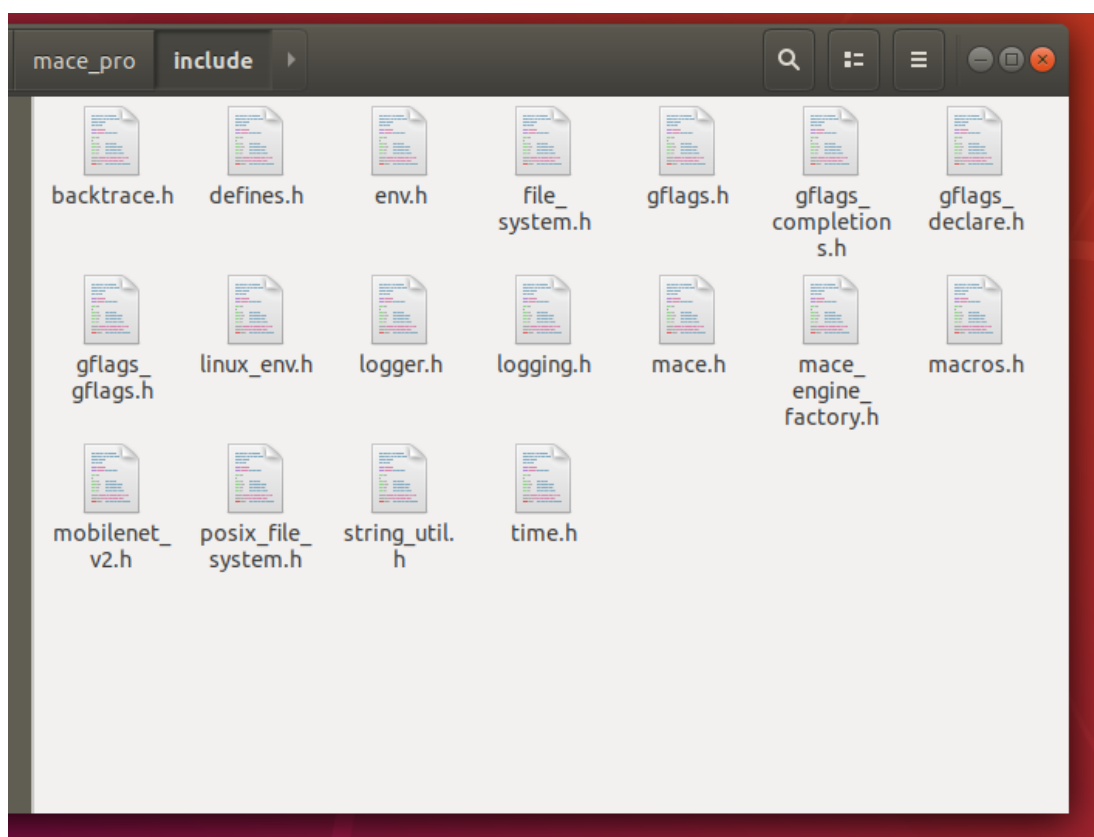 mace_pro include
backtrace.h defines.h env.h file_ gflags.h gflags_ gflags_
system.h completion declare.h
s.h
gflags_ linux_env.h logger.h logging.h mace.h mace_ macros.h
gflags.h engine_
factory.h
mobilenet_ posix_file_ string_util. time.h
v2.h system.h h